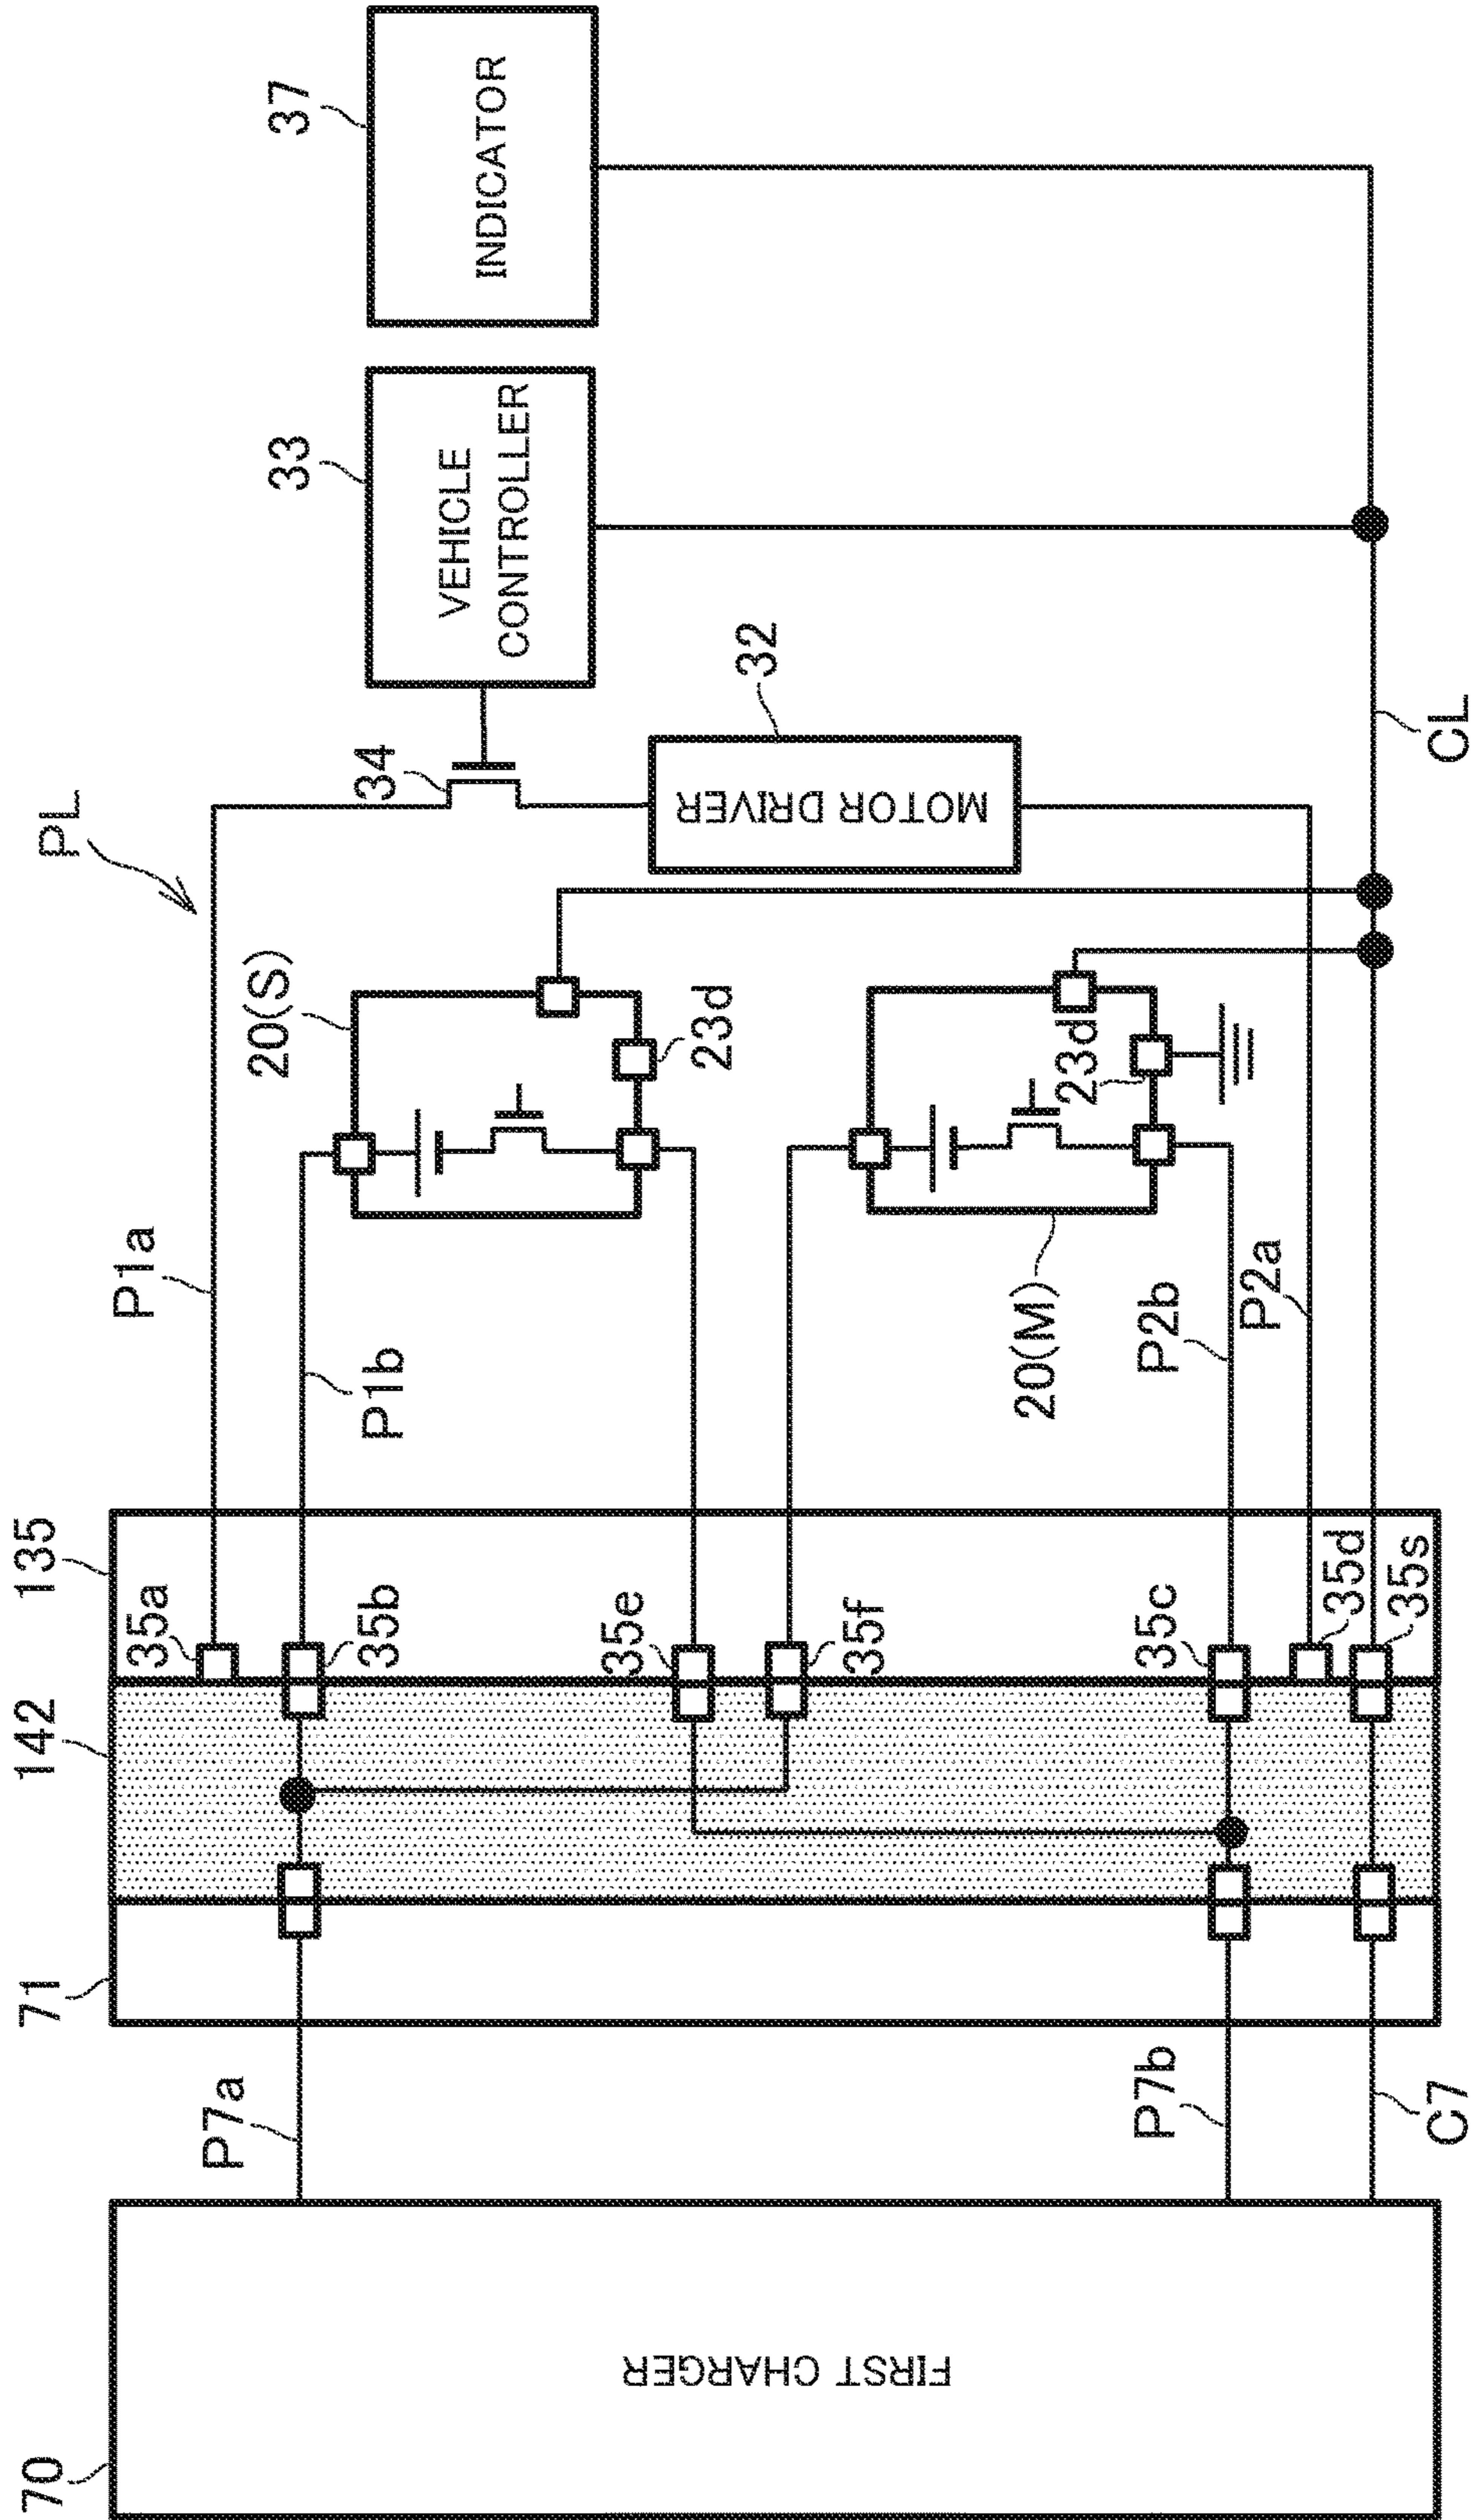 70
FIRST CHARGER
P7a
P7b
C7
71
142
135
35a
35b
35e
35f
35c
35d
35s
P1a
P1b
P2b
P2a
20(M)
20(S)
23d
23d
PL
34
32
MOTOR DRIVER
CL
33
VEHICLE
CONTROLLER
37
INDICATOR